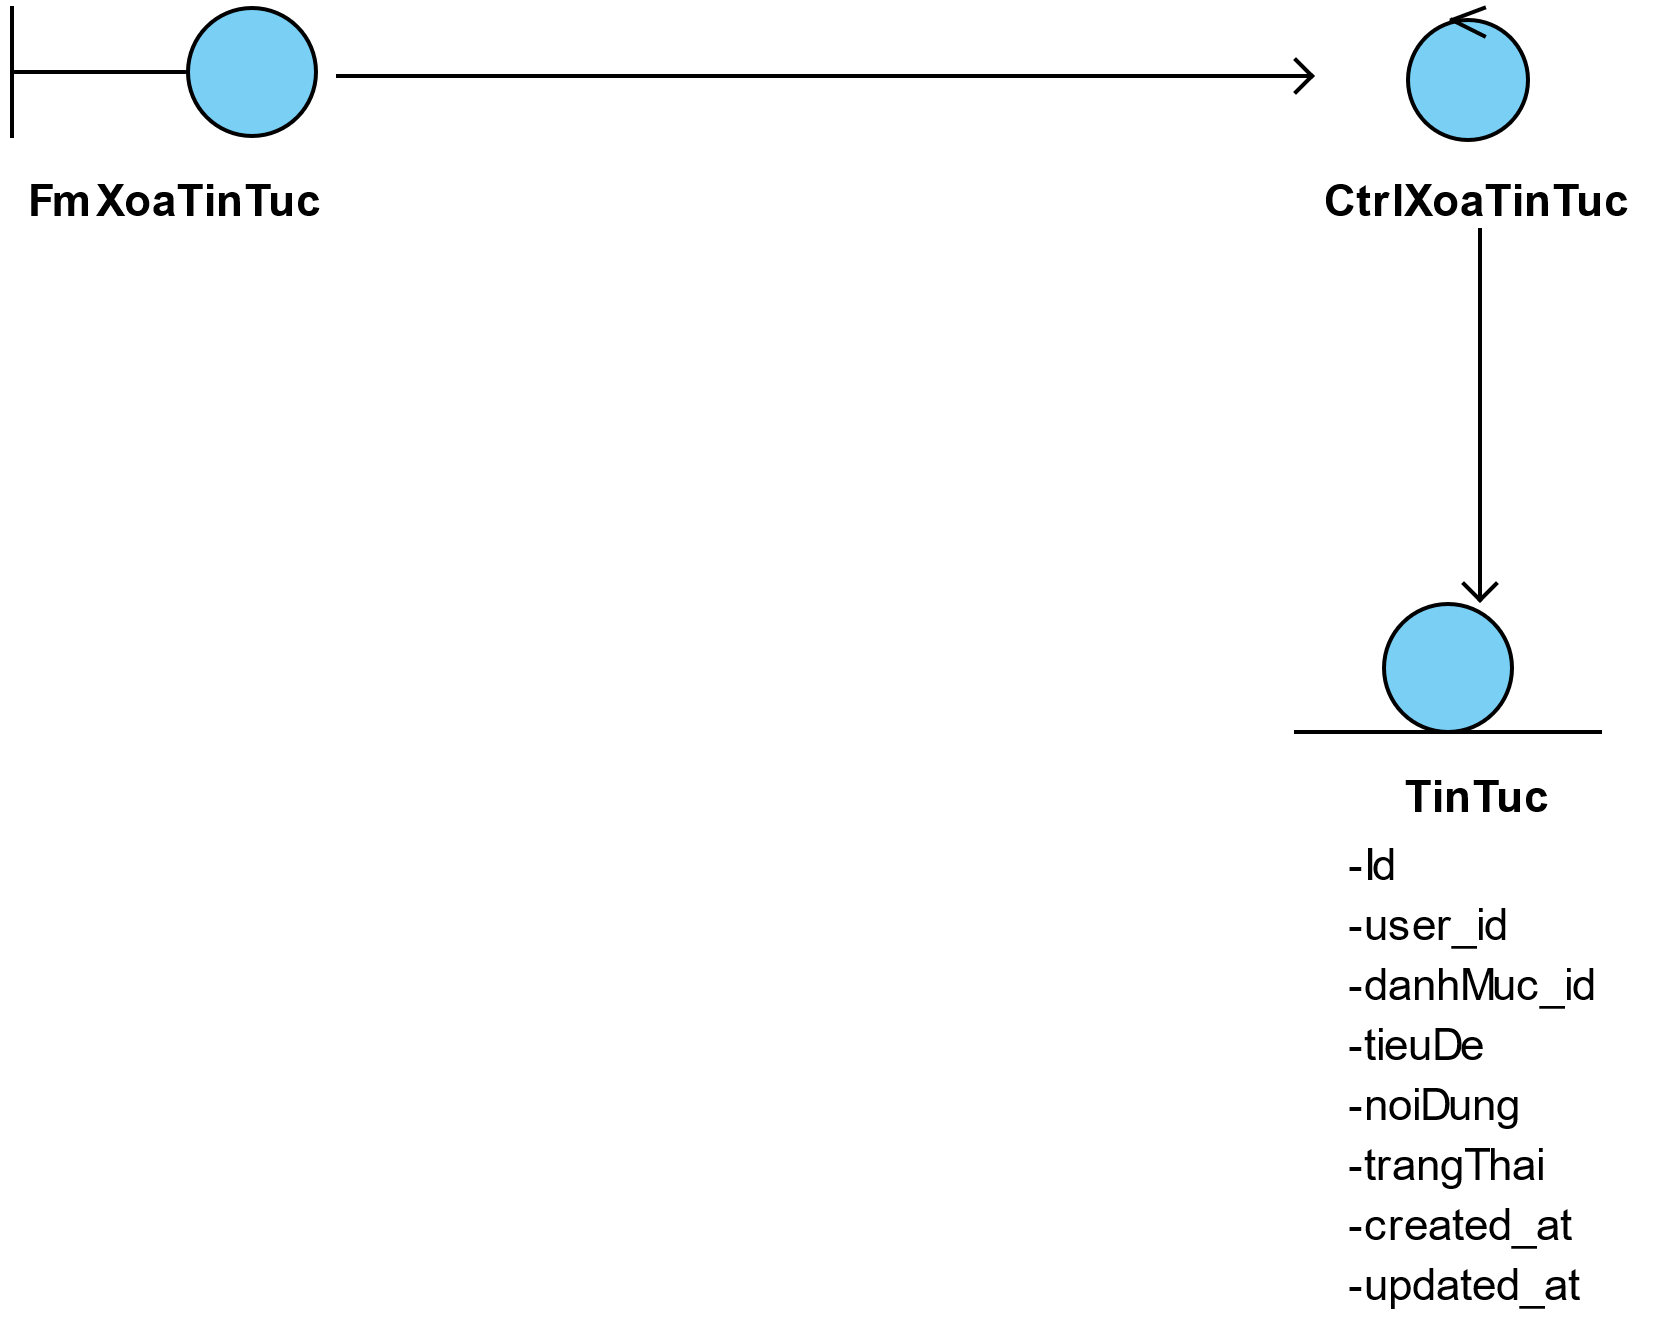 FmXoaTinTuc
CtrlXoaTinTuc
TinTuc
-Id
-user_id
-danhMuc_id
-tieuDe
-noiDung
-trangThai
-created_at
-updated_at